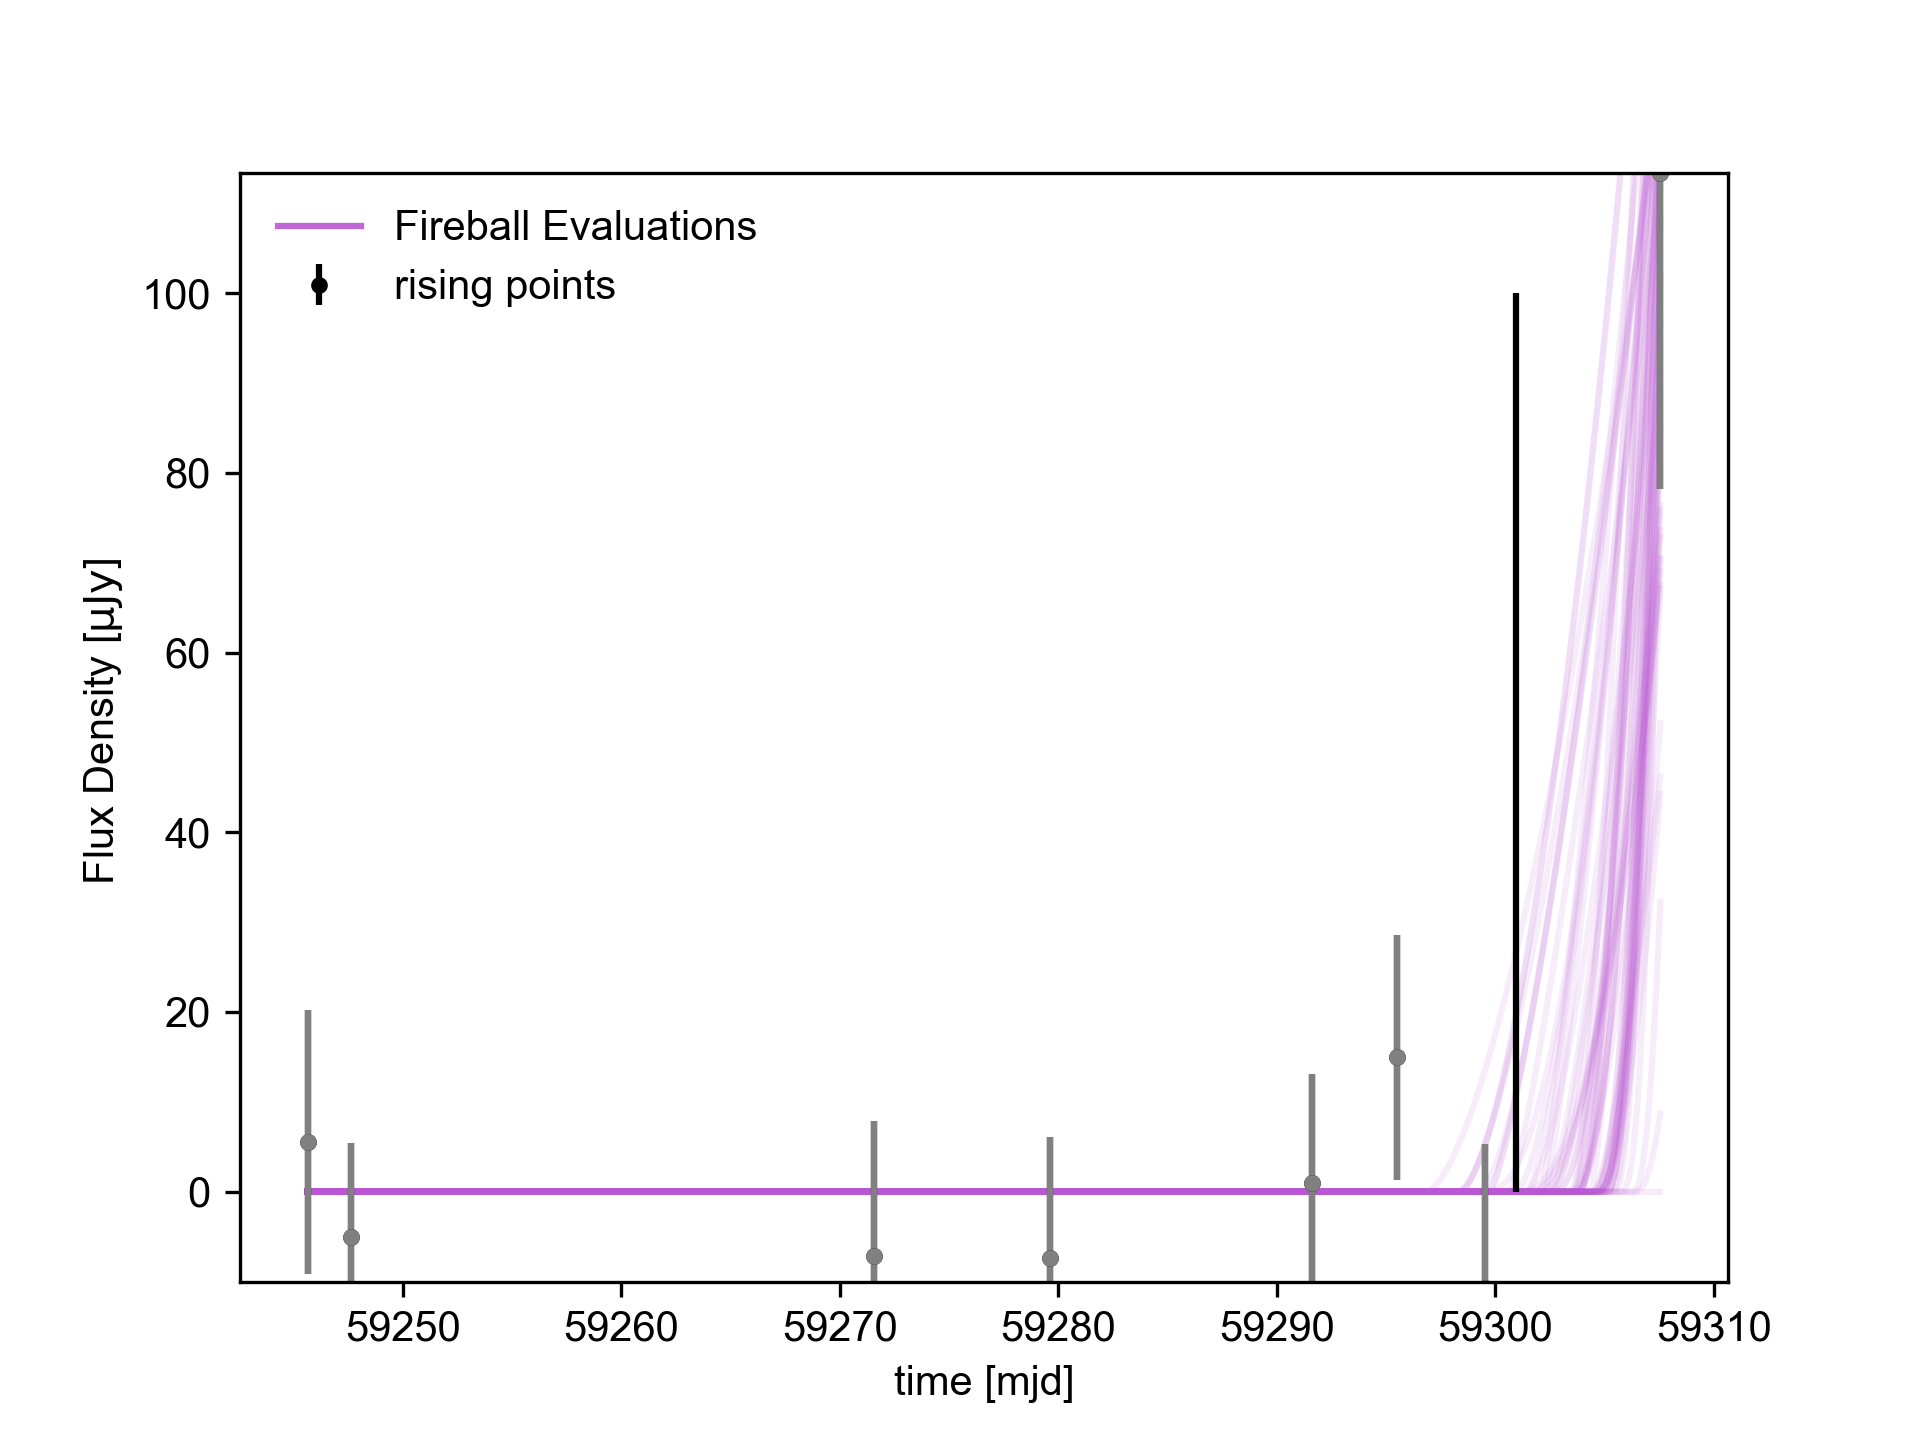 Fireball Evaluations
rising points
100
80
60
40
20
0
Flux Density [µJy]
59250 59260 59270 59280 59290 59300 59310
time [mjd]